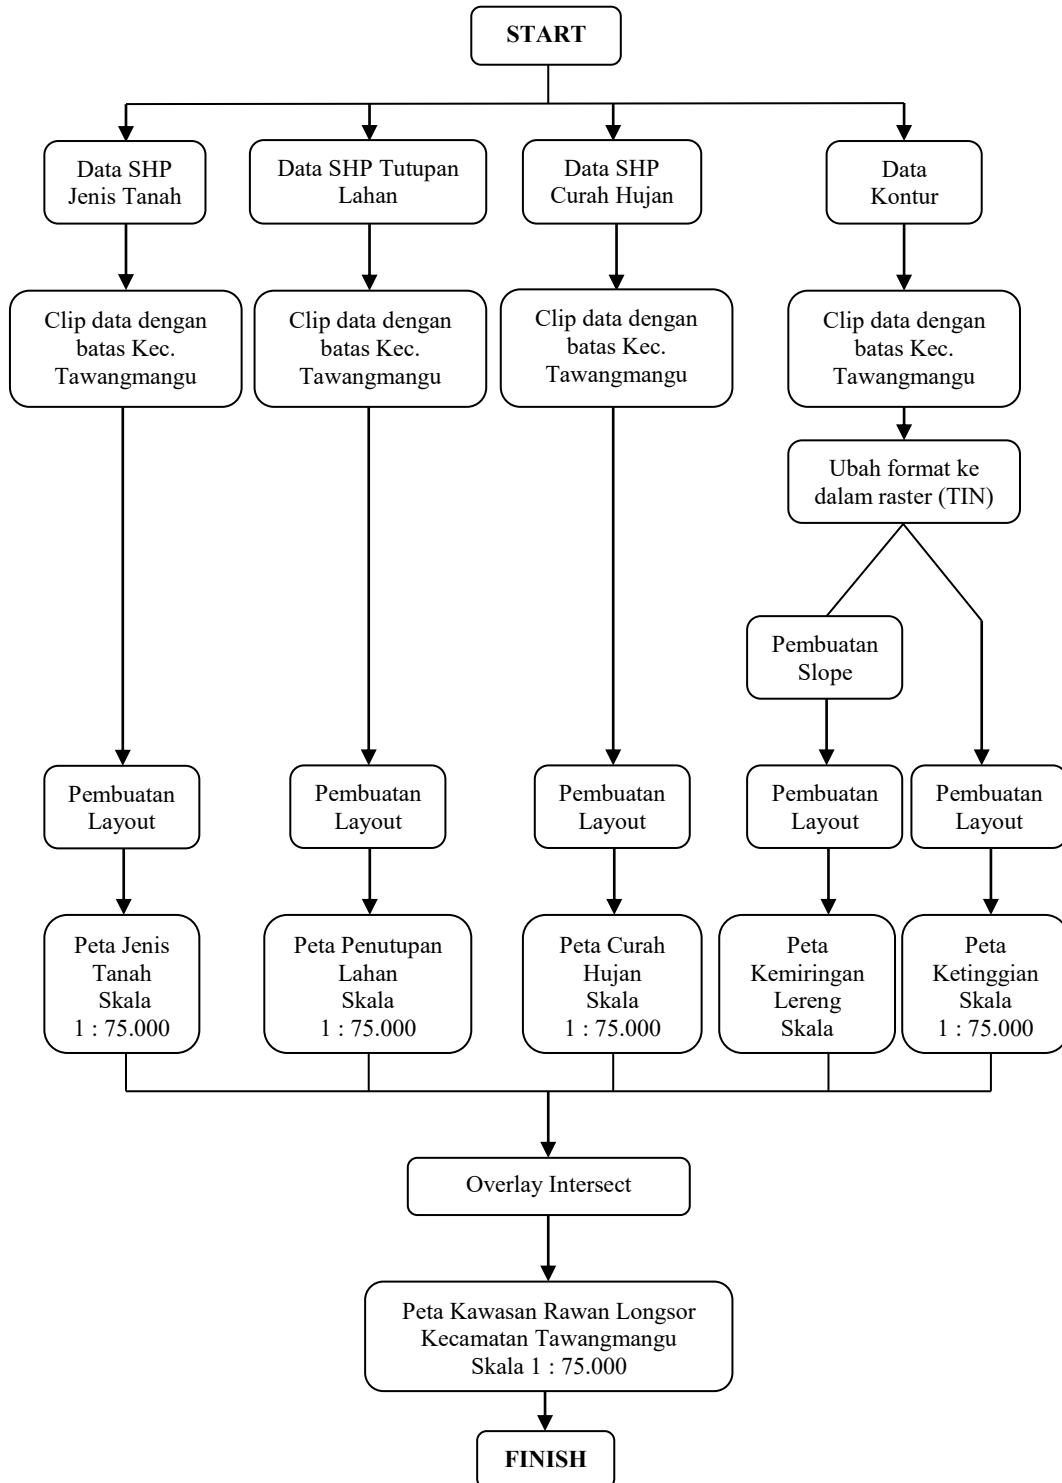 START
Data SHP
Jenis Tanah
Data SHP Tutupan
Lahan
Data SHP
Curah Hujan
Data
Kontur
Clip data dengan
batas Kec.
Tawangmangu
Clip data dengan
batas Kec.
Tawangmangu
Clip data dengan
batas Kec.
Tawangmangu
Clip data dengan
batas Kec.
Tawangmangu
Ubah format ke
dalam raster (TIN)
Pembuatan
Slope
Pembuatan
Layout
Pembuatan
Layout
Pembuatan
Layout
Pembuatan
Layout
Pembuatan
Layout
Peta Jenis
Tanah
Skala
1 : 75.000
Peta Penutupan
Lahan
Skala
1 : 75.000
Peta Curah
Hujan
Skala
1 : 75.000
Peta
Kemiringan
Lereng
Skala
Peta
Ketinggian
Skala
1 : 75.000
Overlay Intersect
Peta Kawasan Rawan Longsor
Kecamatan Tawangmangu
Skala 1 : 75.000
FINISH